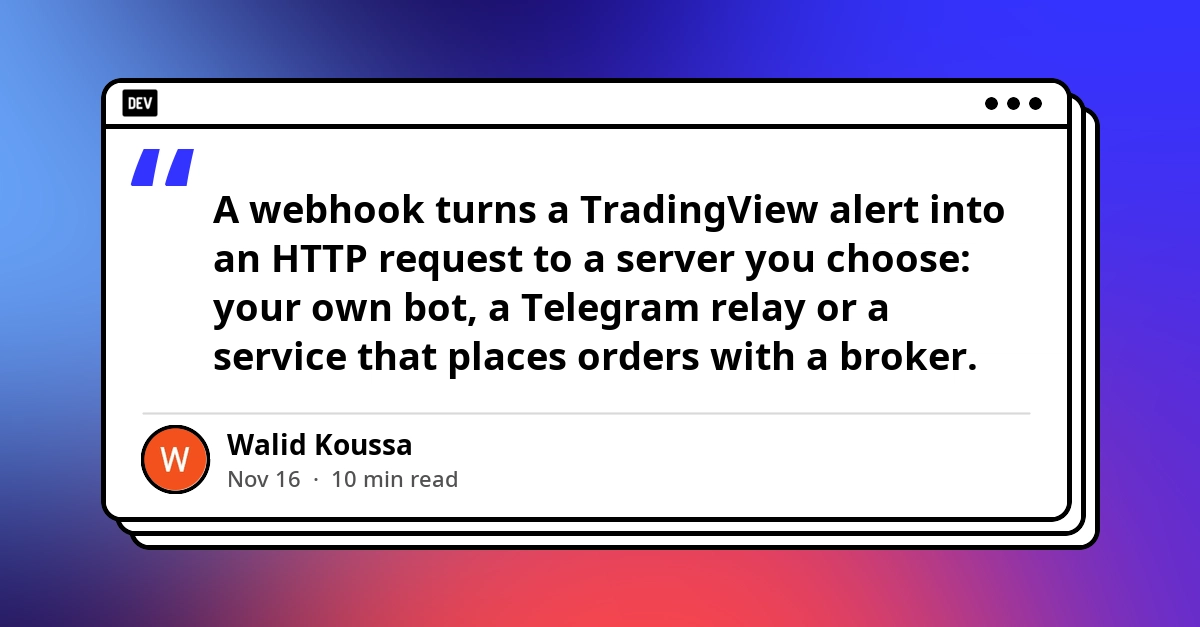 DEV
“
A webhook turns a TradingView alert into
an HTTP request to a server you choose:
your own bot, a Telegram relay or a
service that places orders with a broker.
W
Walid Koussa
Nov 16 · 10 min read